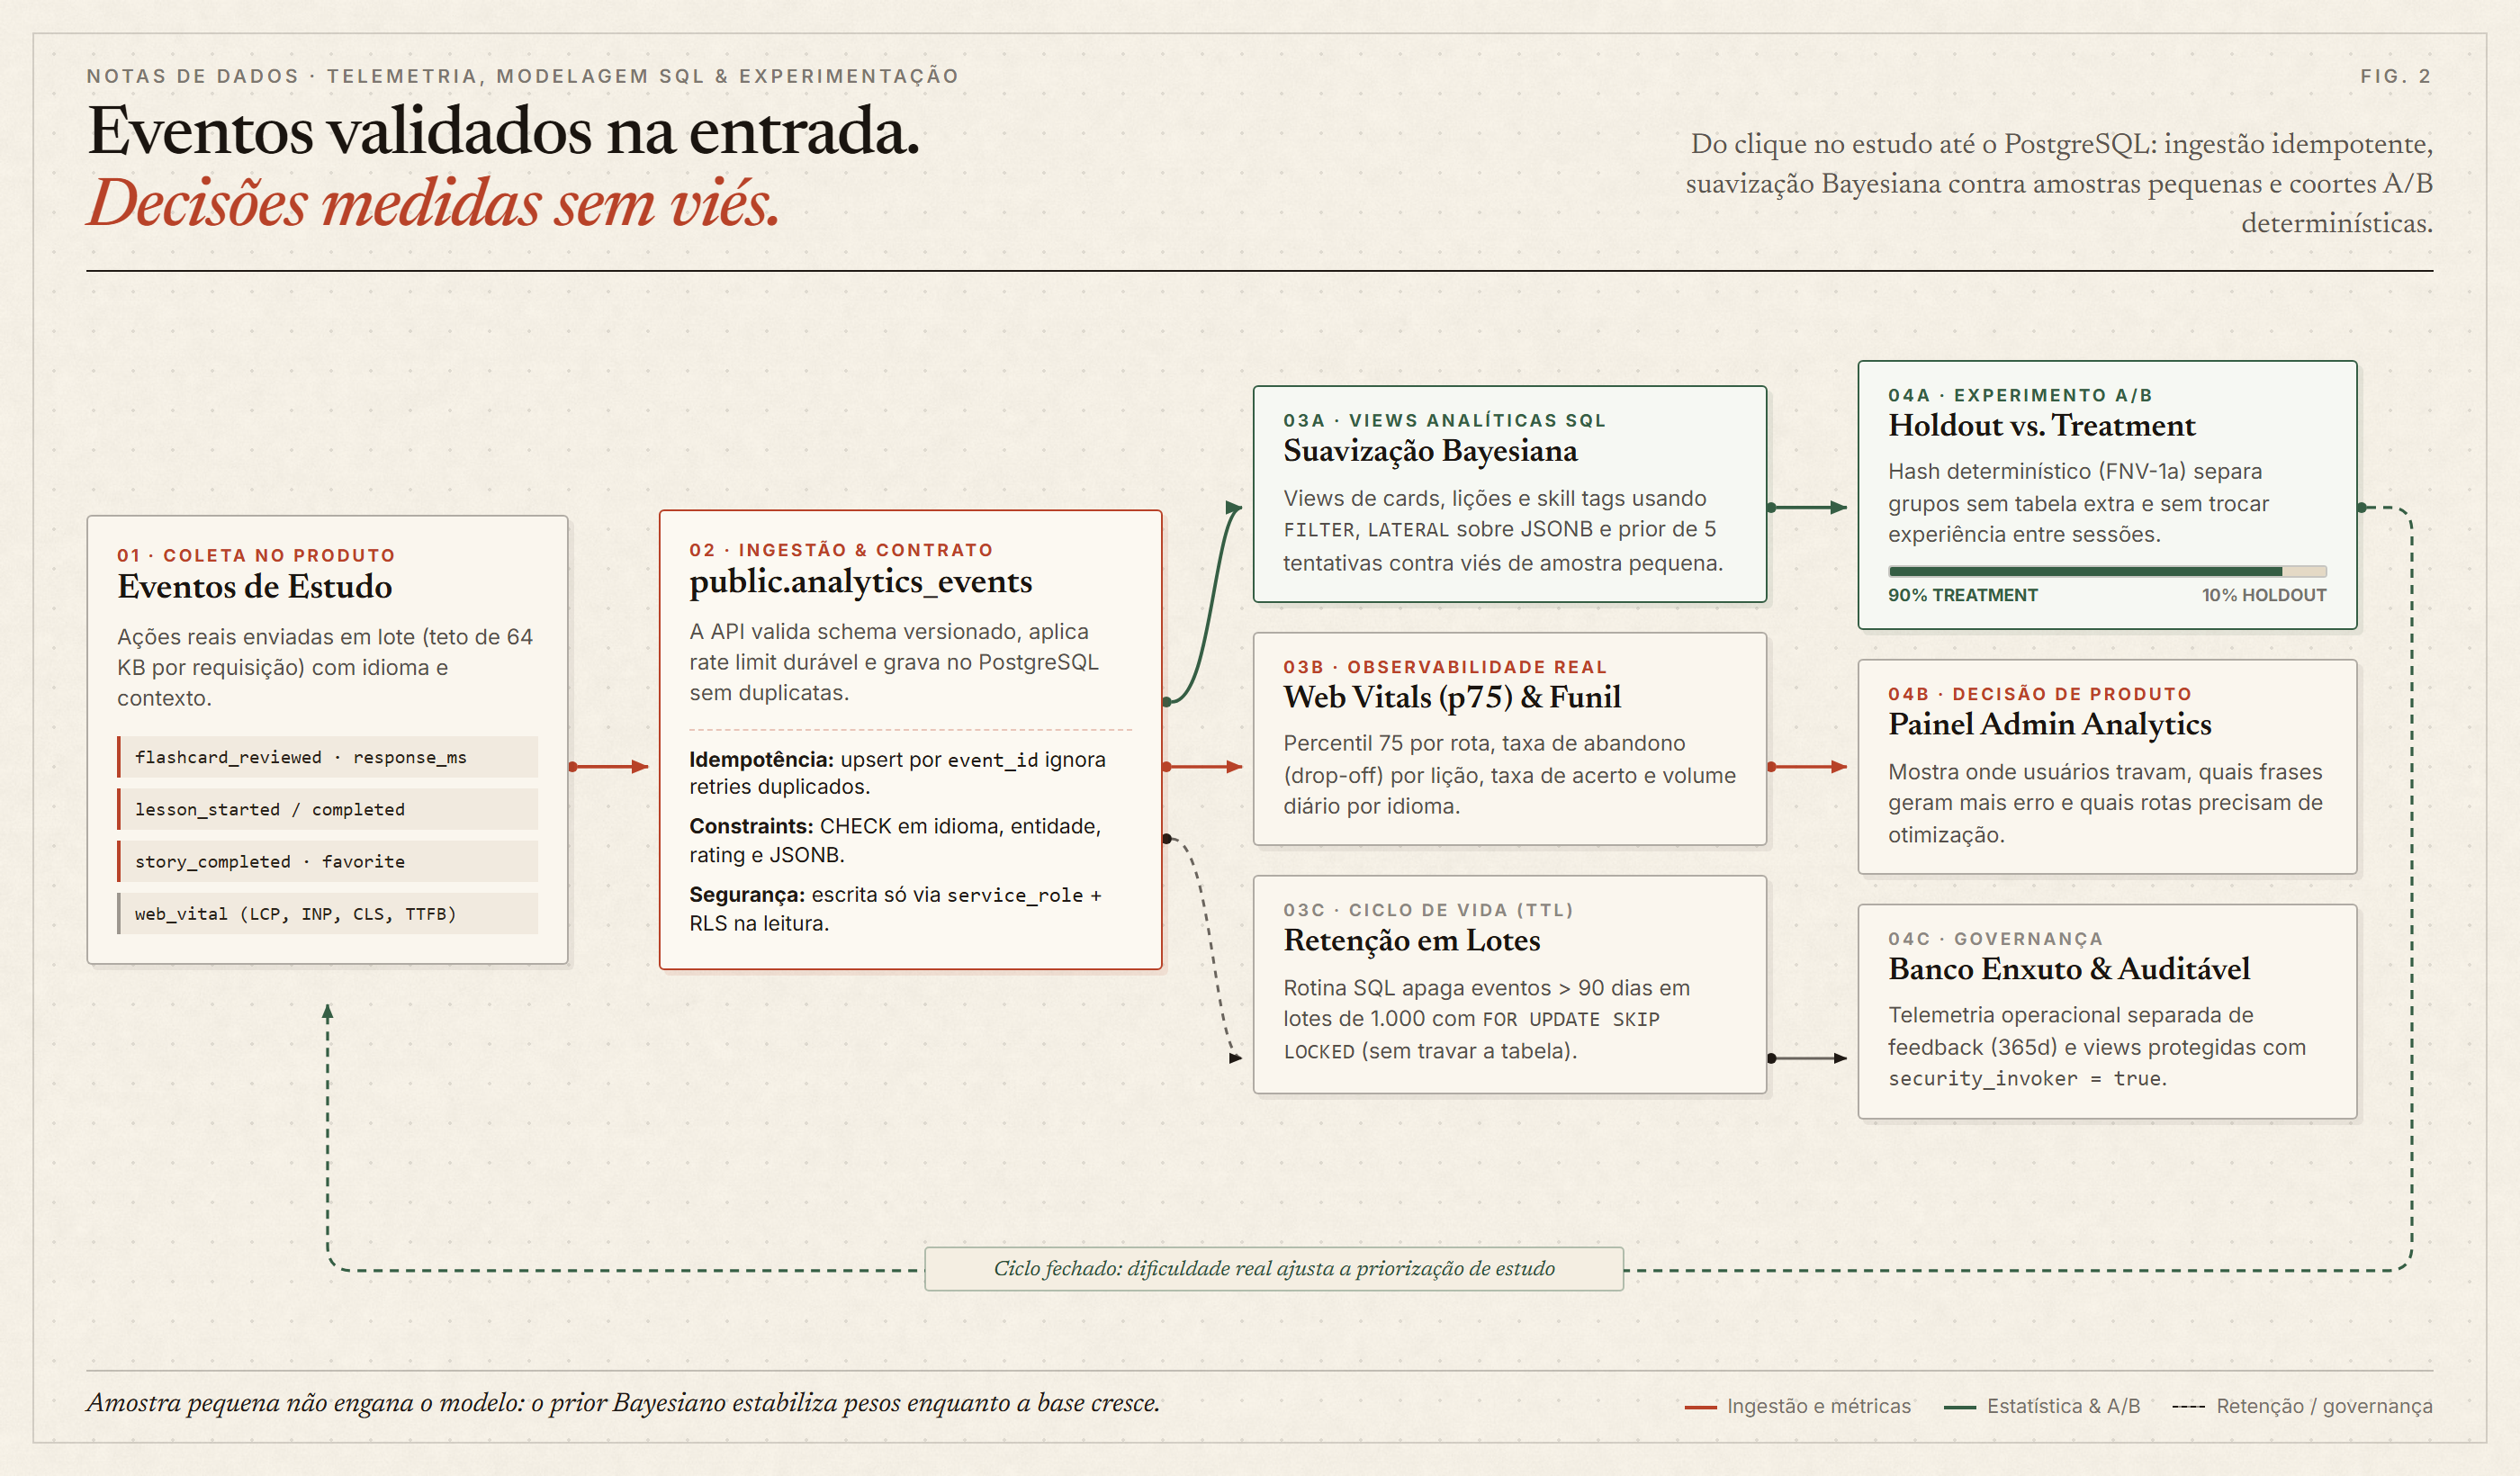 NOTAS DE DADOS · TELEMETRIA, MODELAGEM SQL & EXPERIMENTAÇÃO
FIG. 2
Eventos validados na entrada.
Decisões medidas sem viés.
Do clique no estudo até o PostgreSQL: ingestão idempotente,
suavização Bayesiana contra amostras pequenas e coortes A/B
determinísticas.
01 · COLETA NO PRODUTO
Eventos de Estudo
Ações reais enviadas em lote (teto de 64
KB por requisição) com idioma e
contexto.
flashcard_reviewed · response_ms
lesson_started / completed
story_completed · favorite
web_vital (LCP, INP, CLS, TTFB)
02 · INGESTÃO & CONTRATO
public.analytics_events
A API valida schema versionado, aplica
rate limit durável e grava no PostgreSQL
sem duplicatas.
Idempotência: upsert por event_id ignora
retries duplicados.
Constraints: CHECK em idioma, entidade,
rating e JSONB.
Segurança: escrita só via service_role +
RLS na leitura.
03A · VIEWS ANALÍTICAS SQL
Suavização Bayesiana
Views de cards, lições e skill tags usando
FILTER, LATERAL sobre JSONB e prior de 5
tentativas contra viés de amostra pequena.
03B · OBSERVABILIDADE REAL
Web Vitals (p75) & Funil
Percentil 75 por rota, taxa de abandono
(drop-off) por lição, taxa de acerto e volume
diário por idioma.
03C · CICLO DE VIDA (TTL)
Retenção em Lotes
Rotina SQL apaga eventos > 90 dias em
lotes de 1.000 com FOR UPDATE SKIP
LOCKED (sem travar a tabela).
04A · EXPERIMENTO A/B
Holdout vs. Treatment
Hash determinístico (FNV-1a) separa
grupos sem tabela extra e sem trocar
experiência entre sessões.
90% TREATMENT
10% HOLDOUT
04B · DECISÃO DE PRODUTO
Painel Admin Analytics
Mostra onde usuários travam, quais frases
geram mais erro e quais rotas precisam de
otimização.
04C · GOVERNANÇA
Banco Enxuto & Auditável
Telemetria operacional separada de
feedback (365d) e views protegidas com
security_invoker = true.
Ciclo fechado: dificuldade real ajusta a priorização de estudo
Amostra pequena não engana o modelo: o prior Bayesiano estabiliza pesos enquanto a base cresce.
Ingestão e métricas
Estatística & A/B
Retenção / governança